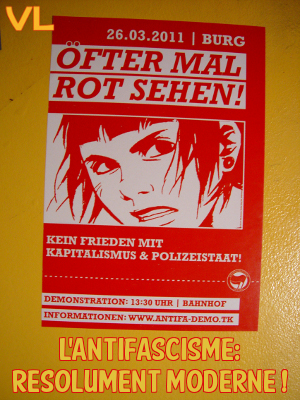 VL
26.03.2011 | BURG
ÖFTER MAL
ROT SEHEN!
KEIN FRIEDEN MIT
KAPITALISMUS & POLIZEISTAAT!
DEMONSTRATION: 13:30 UHR | BAHNHOF
INFORMATIONEN: WWW.ANTIFA-DEMO.TK
L'ANTIFASCISME:
RESOLUMENT MODERNE !